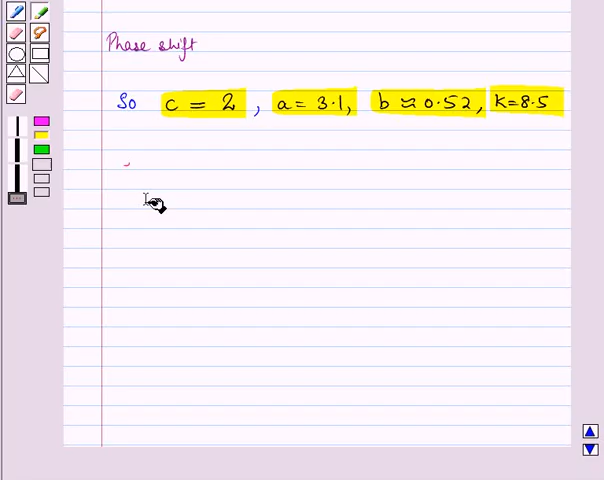 Phase shift
So c = 2, a = 3.1, b ≈ 0.52, K=8.5